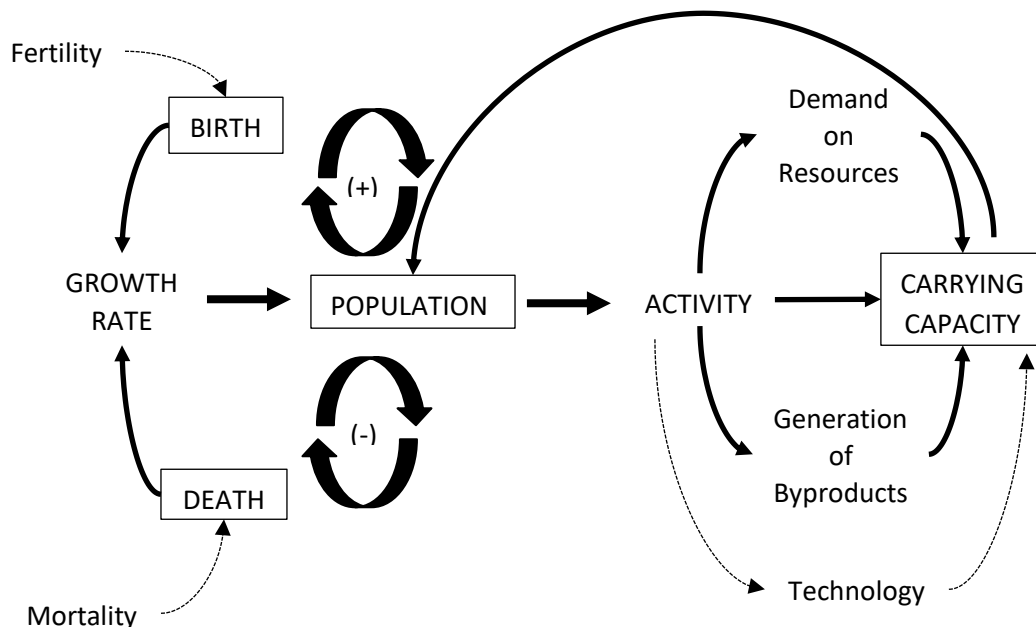 Fertility
BIRTH
(+)
Demand
on
Resources
GROWTH
RATE
POPULATION
ACTIVITY
CARRYING
CAPACITY
(-)
Generation
of
Byproducts
DEATH
Technology
Mortality